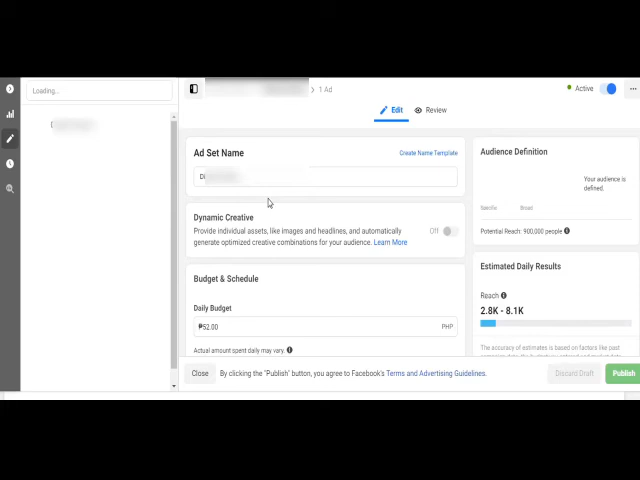 Loading...
1 Ad
Active
Edit
Review
Ad Set Name
Create Name Template
Dynamic Creative
Provide individual assets, like images and headlines, and automatically
generate optimized creative combinations for your audience. Learn More
Off
Budget & Schedule
Daily Budget
₱52.00
PHP
Actual amount spent daily may vary.
Audience Definition
Your audience is
defined.
Specific
Broad
Potential Reach: 900,000 people
Estimated Daily Results
Reach
2.8K - 8.1K
The accuracy of estimates is based on factors like past
Close
By clicking the "Publish" button, you agree to Facebook's Terms and Advertising Guidelines.
Discard Draft
Publish